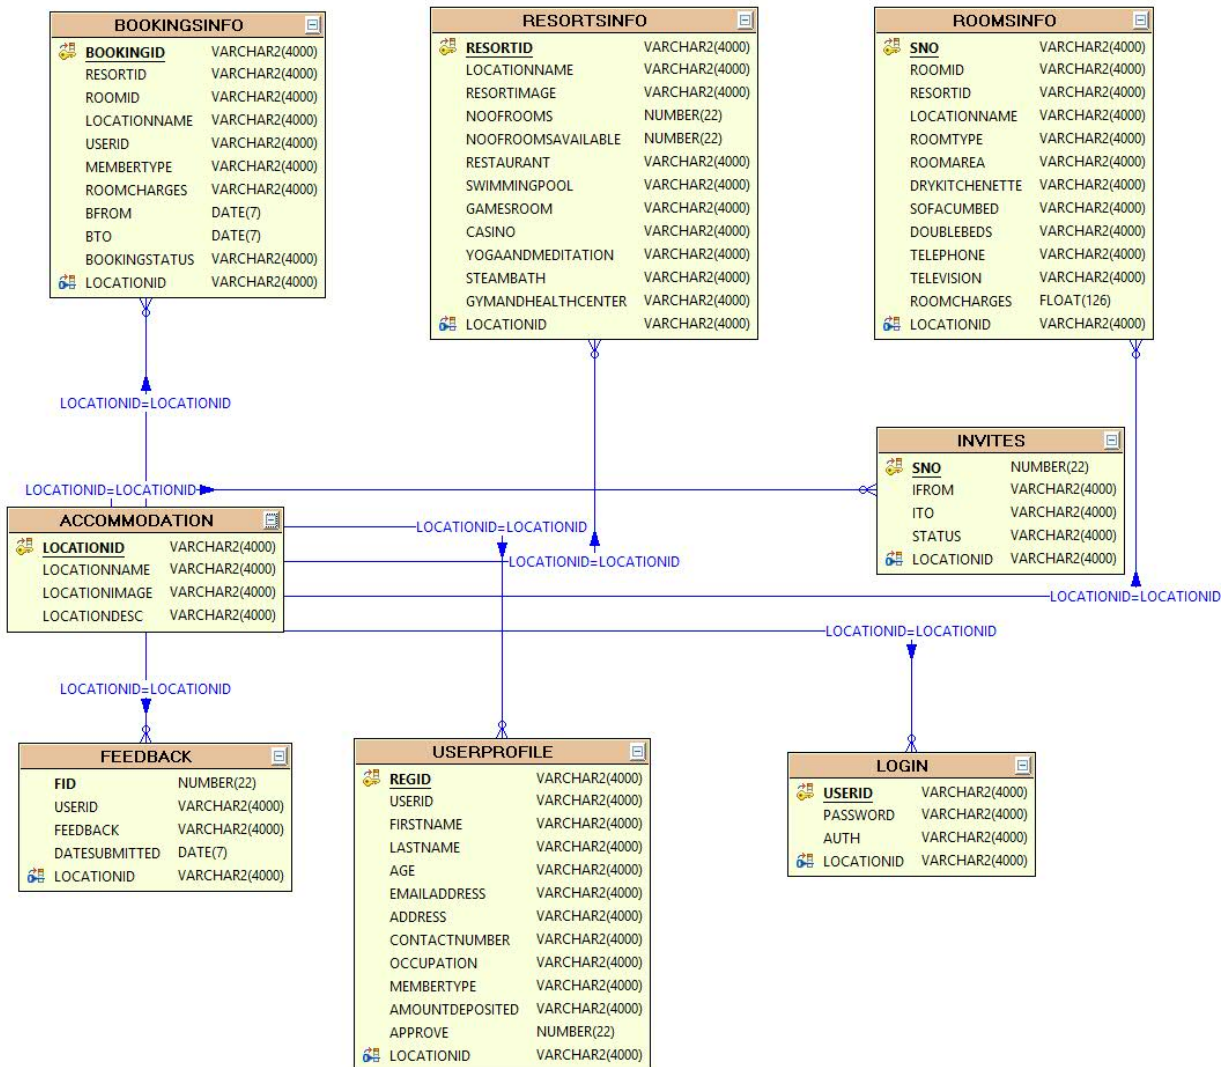 BOOKINGSINFO
BOOKINGID VARCHAR2(4000)
RESORTID VARCHAR2(4000)
ROOMID VARCHAR2(4000)
LOCATIONNAME VARCHAR2(4000)
USERID VARCHAR2(4000)
MEMBERTYPE VARCHAR2(4000)
ROOMCHARGES VARCHAR2(4000)
BFROM DATE(7)
BTO DATE(7)
BOOKINGSTATUS VARCHAR2(4000)
LOCATIONID VARCHAR2(4000)
RESORTSINFO
RESORTID VARCHAR2(4000)
LOCATIONNAME VARCHAR2(4000)
RESORTIMAGE VARCHAR2(4000)
NOOFROOMS NUMBER(22)
NOOFROOMSAVAILABLE NUMBER(22)
RESTAURANT VARCHAR2(4000)
SWIMMINGPOOL VARCHAR2(4000)
GAMESROOM VARCHAR2(4000)
CASINO VARCHAR2(4000)
YOGAANDMEDITATION VARCHAR2(4000)
STEAMBATH VARCHAR2(4000)
GYMANDHEALTHCENTER VARCHAR2(4000)
LOCATIONID VARCHAR2(4000)
ROOMSINFO
SNO VARCHAR2(4000)
ROOMID VARCHAR2(4000)
RESORTID VARCHAR2(4000)
LOCATIONNAME VARCHAR2(4000)
ROOMTYPE VARCHAR2(4000)
ROOMAREA VARCHAR2(4000)
DRYKITCHENETTE VARCHAR2(4000)
SOFACUMBED VARCHAR2(4000)
DOUBLEBEDS VARCHAR2(4000)
TELEPHONE VARCHAR2(4000)
TELEVISION VARCHAR2(4000)
ROOMCHARGES FLOAT(126)
LOCATIONID VARCHAR2(4000)
LOCATIONID=LOCATIONID
LOCATIONID=LOCATIONID
INVITES
SNO NUMBER(22)
IFROM VARCHAR2(4000)
ITO VARCHAR2(4000)
STATUS VARCHAR2(4000)
LOCATIONID VARCHAR2(4000)
ACCOMMODATION
LOCATIONID VARCHAR2(4000)
LOCATIONNAME VARCHAR2(4000)
LOCATIONIMAGE VARCHAR2(4000)
LOCATIONDESC VARCHAR2(4000)
LOCATIONID=LOCATIONID
LOCATIONID=LOCATIONID
LOCATIONID=LOCATIONID
LOCATIONID=LOCATIONID
LOCATIONID=LOCATIONID
FEEDBACK
FID NUMBER(22)
USERID VARCHAR2(4000)
FEEDBACK VARCHAR2(4000)
DATESUBMITTED DATE(7)
LOCATIONID VARCHAR2(4000)
USERPROFILE
REGID VARCHAR2(4000)
USERID VARCHAR2(4000)
FIRSTNAME VARCHAR2(4000)
LASTNAME VARCHAR2(4000)
AGE VARCHAR2(4000)
EMAILADDRESS VARCHAR2(4000)
ADDRESS VARCHAR2(4000)
CONTACTNUMBER VARCHAR2(4000)
OCCUPATION VARCHAR2(4000)
MEMBERTYPE VARCHAR2(4000)
AMOUNTDEPOSITED VARCHAR2(4000)
APPROVE NUMBER(22)
LOCATIONID VARCHAR2(4000)
LOGIN
USERID VARCHAR2(4000)
PASSWORD VARCHAR2(4000)
AUTH VARCHAR2(4000)
LOCATIONID VARCHAR2(4000)